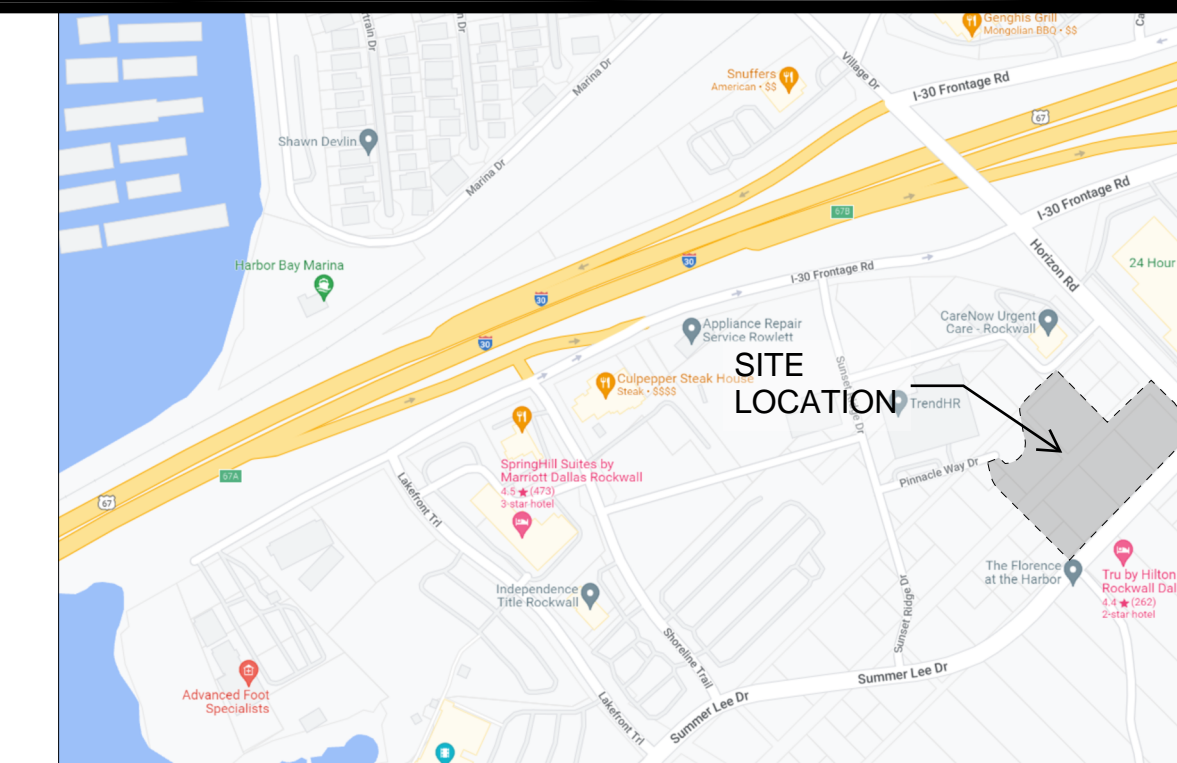 Genghis Grill
Mongolian BBQ • $$
Snuffers
American • $$
Village Dr
I-30 Frontage Rd
67
Marina Dr
Shawn Devlin
Marina Dr
67B
I-30 Frontage Rd
Horizon Rd
24 Hour
Harbor Bay Marina
30
I-30 Frontage Rd
30
30
Appliance Repair
Service Rowlett
CareNow Urgent
Care - Rockwall
SITE
LOCATION
Culpepper Steak House
Steak • $$$$
TrendHR
SpringHill Suites by
Marriott Dallas Rockwall
4.5 ★ (473)
3-star hotel
67A
67
Lakefront Trl
Pinnacle Way Dr
The Florence
at the Harbor
Tru by Hilton
Rockwall Dal
4.4 ★ (262)
2-star hotel
Independence
Title Rockwall
Sunset Ridge Dr
Shoreline Trail
Summer Lee Dr
Advanced Foot
Specialists
Lakefront Trl
Summer Lee Dr